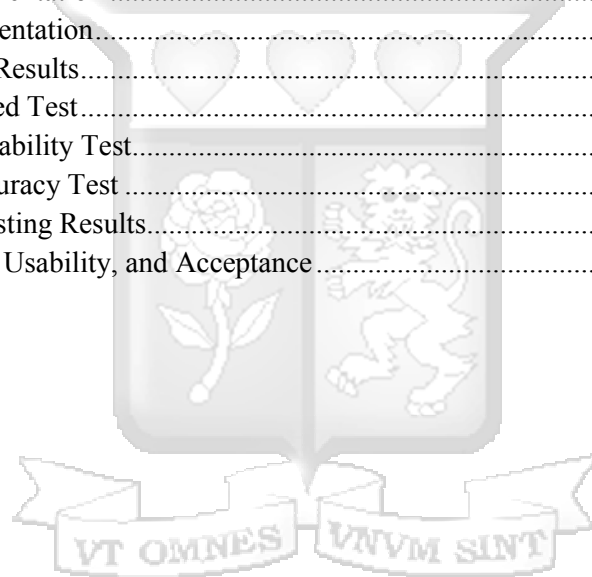 entation
Results
ed Test
ability Test
uracy Test
sting Results
Usability, and Acceptance
VT OMNES VNVM SINT